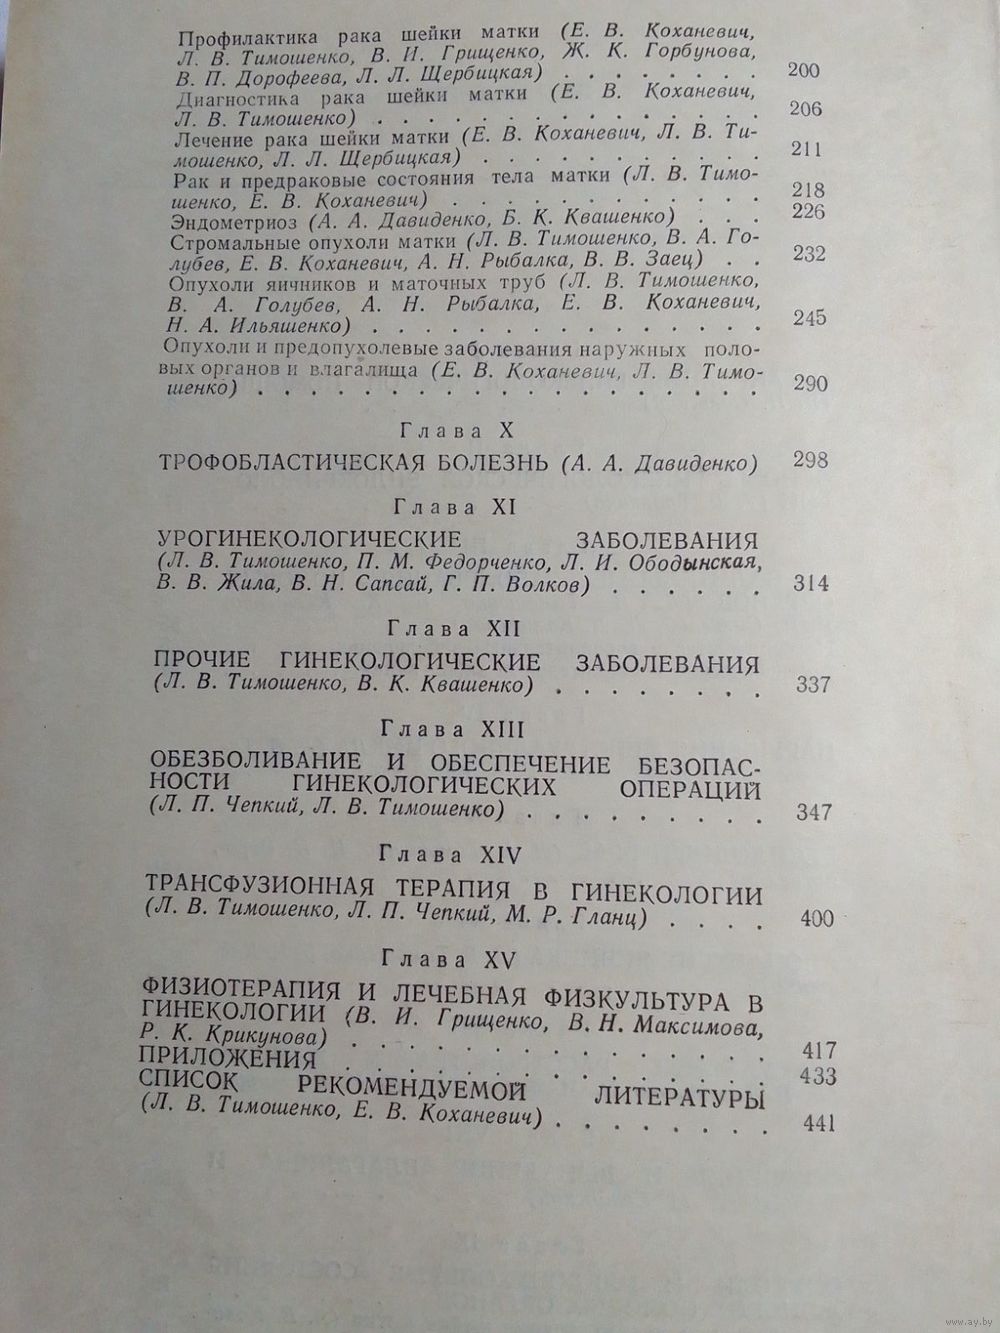 Профилактика рака шейки матки (Е. В. Коханевич,
Л. В. Тимошенко, В. И. Грищенко, Ж. К. Горбунова,
В. П. Дорофеева, Л. Л. Щербицкая) . . . . . . . . 200
Диагностика рака шейки матки (Е. В. Коханевич,
Л. В. Тимошенко) . . . . . . . . . . . . . . . 206
Лечение рака шейки матки (Е. В. Коханевич, Л. В. Ти-
мошенко, Л. Л. Щербицкая) . . . . . . . . . . . 211
Рак и предраковые состояния тела матки (Л. В. Тимо-
шенко, Е. В. Коханевич) . . . . . . . . . . . . 218
Эндометриоз (А. А. Давиденко, Б. К. Квашенко) . . . 226
Стромальные опухоли матки (Л. В. Тимошенко, В. А. Го-
лубев, Е. В. Коханевич, А. Н. Рыбалка, В. В. Заец) . . 232
Опухоли яичников и маточных труб (Л. В. Тимошенко,
В. А. Голубев, А. Н. Рыбалка, Е. В. Коханевич,
Н. А. Ильяшенко) . . . . . . . . . . . . . . . 245
Опухоли и предопухолевые заболевания наружных поло-
вых органов и влагалища (Е. В. Коханевич, Л. В. Тимо-
шенко) . . . . . . . . . . . . . . . . . . . 290
Глава X
ТРОФОБЛАСТИЧЕСКАЯ БОЛЕЗНЬ (А. А. Давиденко) 298
Глава XI
УРОГИНЕКОЛОГИЧЕСКИЕ ЗАБОЛЕВАНИЯ
(Л. В. Тимошенко, П. М. Федорченко, Л. И. Ободынская,
В. В. Жила, В. Н. Сапсай, Г. П. Волков) . . . . . . 314
Глава XII
ПРОЧИЕ ГИНЕКОЛОГИЧЕСКИЕ ЗАБОЛЕВАНИЯ
(Л. В. Тимошенко, В. К. Квашенко) . . . . . . . . 337
Глава XIII
ОБЕЗБОЛИВАНИЕ И ОБЕСПЕЧЕНИЕ БЕЗОПАС-
НОСТИ ГИНЕКОЛОГИЧЕСКИХ ОПЕРАЦИЙ
(Л. П. Чепкий, Л. В. Тимошенко) . . . . . . . . . 347
Глава XIV
ТРАНСФУЗИОННАЯ ТЕРАПИЯ В ГИНЕКОЛОГИИ
(Л. В. Тимошенко, Л. П. Чепкий, М. Р. Гланц) . . . . 400
Глава XV
ФИЗИОТЕРАПИЯ И ЛЕЧЕБНАЯ ФИЗКУЛЬТУРА В
ГИНЕКОЛОГИИ (В. И. Грищенко, В. Н. Максимова,
Р. К. Крикунова) . . . . . . . . . . . . . . . 417
ПРИЛОЖЕНИЯ . . . . . . . . . . . . . . . 433
СПИСОК РЕКОМЕНДУЕМОЙ ЛИТЕРАТУРЫ
(Л. В. Тимошенко, Е. В. Коханевич) . . . . . . . . 441
www.ay.by